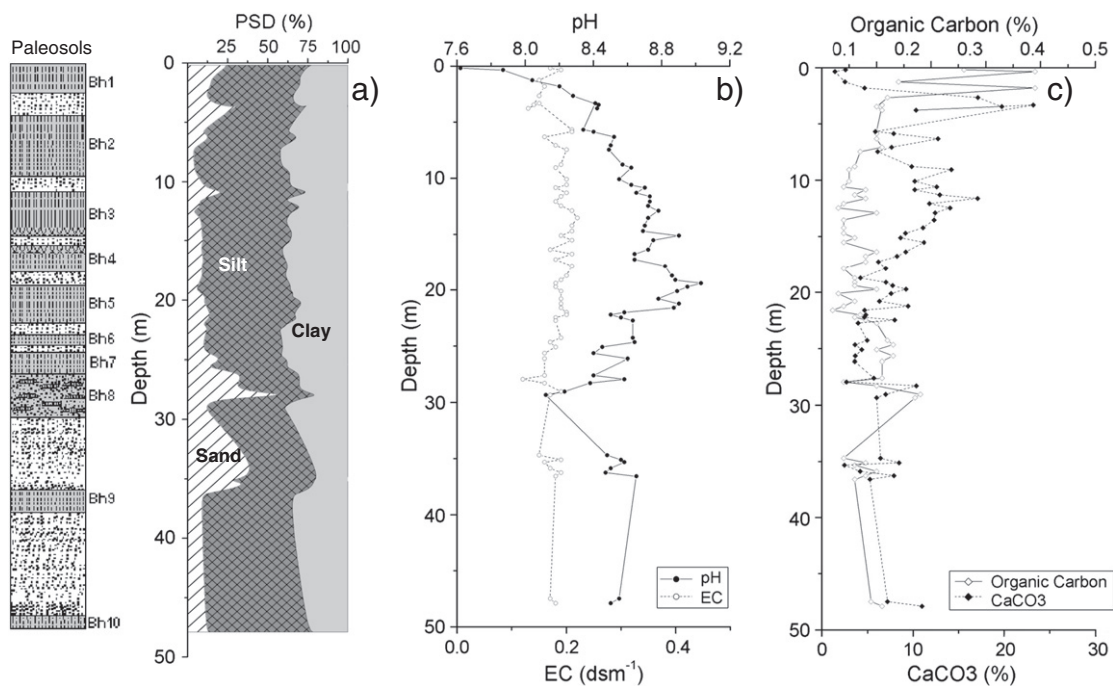 Paleosols
Bh1
Bh2
Bh3
Bh4
Bh5
Bh6
Bh7
Bh8
Bh9
Bh10
PSD (%)
25 50 75 100
a)
0
10
20
30
40
50
Depth (m)
Silt
Clay
Sand
pH
7.6 8.0 8.4 8.8 9.2
b)
0
10
20
30
40
50
Depth (m)
pH
EC
0.0 0.2 0.4
EC (dsm⁻¹)
Organic Carbon (%)
0.1 0.2 0.3 0.4 0.5
c)
0
10
20
30
40
50
Depth (m)
Organic Carbon
CaCO3
0 10 20 30
CaCO3 (%)